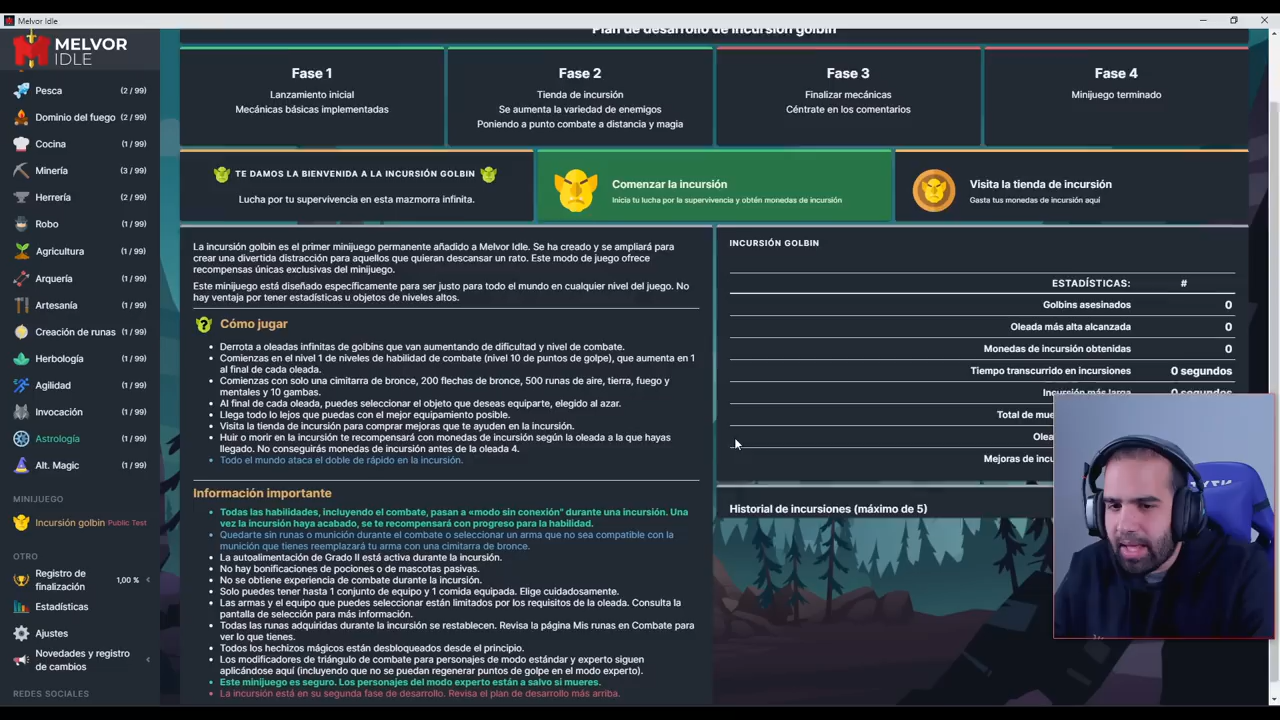 Melvor Idle
MELVOR
IDLE
Pesca (2 / 99)
Dominio del fuego (2 / 99)
Cocina (1 / 99)
Minería (3 / 99)
Herrería (2 / 99)
Robo (1 / 99)
Agricultura (1 / 99)
Arquería (1 / 99)
Artesanía (1 / 99)
Creación de runas (1 / 99)
Herbología (1 / 99)
Agilidad (1 / 99)
Invocación (1 / 99)
Astrología (1 / 99)
Alt. Magic (1 / 99)
MINIJUEGO
Incursión golbin Public Test
OTRO
Registro de
finalización 1,00 %
Estadísticas
Ajustes
Novedades y registro
de cambios
REDES SOCIALES
Plan de desarrollo de incursión golbin
Fase 1
Lanzamiento inicial
Mecánicas básicas implementadas
Fase 2
Tienda de incursión
Se aumenta la variedad de enemigos
Poniendo a punto combate a distancia y magia
Fase 3
Finalizar mecánicas
Céntrate en los comentarios
Fase 4
Minijuego terminado
TE DAMOS LA BIENVENIDA A LA INCURSIÓN GOLBIN
Lucha por tu supervivencia en esta mazmorra infinita.
Comenzar la incursión
Inicia tu lucha por la supervivencia y obtén monedas de incursión
Visita la tienda de incursión
Gasta tus monedas de incursión aquí
La incursión golbin es el primer minijuego permanente añadido a Melvor Idle. Se ha creado y se ampliará para
crear una divertida distracción para aquellos que quieran descansar un rato. Este modo de juego ofrece
recompensas únicas exclusivas del minijuego.
Este minijuego está diseñado específicamente para ser justo para todo el mundo en cualquier nivel del juego. No
hay ventaja por tener estadísticas u objetos de niveles altos.
Cómo jugar
Derrota a oleadas infinitas de golbins que van aumentando de dificultad y nivel de combate.
Comienzas en el nivel 1 de niveles de habilidad de combate (nivel 10 de puntos de golpe), que aumenta en 1
al final de cada oleada.
Comienzas con solo una cimitarra de bronce, 200 flechas de bronce, 500 runas de aire, tierra, fuego y
mentales y 10 gambas.
Al final de cada oleada, puedes seleccionar el objeto que deseas equiparte, elegido al azar.
Llega todo lo lejos que puedas con el mejor equipamiento posible.
Visita la tienda de incursión para comprar mejoras que te ayuden en la incursión.
Huir o morir en la incursión te recompensará con monedas de incursión según la oleada a la que hayas
llegado. No conseguirás monedas de incursión antes de la oleada 4.
Todo el mundo ataca el doble de rápido en la incursión.
Información importante
Todas las habilidades, incluyendo el combate, pasan a «modo sin conexión" durante una incursión. Una
vez la incursión haya acabado, se te recompensará con progreso para la habilidad.
Quedarte sin runas o munición durante el combate o seleccionar un arma que no sea compatible con la
munición que tienes reemplazará tu arma con una cimitarra de bronce.
La autoalimentación de Grado II está activa durante la incursión.
No hay bonificaciones de pociones o de mascotas pasivas.
No se obtiene experiencia de combate durante la incursión.
Solo puedes tener hasta 1 conjunto de equipo y 1 comida equipada. Elige cuidadosamente.
Las armas y el equipo que puedes seleccionar están limitados por los requisitos de la oleada. Consulta la
pantalla de selección para más información.
Todas las runas adquiridas durante la incursión se restablecen. Revisa la página Mis runas en Combate para
ver lo que tienes.
Todos los hechizos mágicos están desbloqueados desde el principio.
Los modificadores de triángulo de combate para personajes de modo estándar y experto siguen
aplicándose aquí (incluyendo que no se puedan regenerar puntos de golpe en el modo experto).
Este minijuego es seguro. Los personajes del modo experto están a salvo si mueres.
La incursión está en su segunda fase de desarrollo. Revisa el plan de desarrollo más arriba.
INCURSIÓN GOLBIN
ESTADÍSTICAS: #
Golbins asesinados 0
Oleada más alta alcanzada 0
Monedas de incursión obtenidas 0
Tiempo transcurrido en incursiones 0 segundos
Incursión más larga 0 segundos
Total de mue
Olea
Mejoras de incu
Historial de incursiones (máximo de 5)